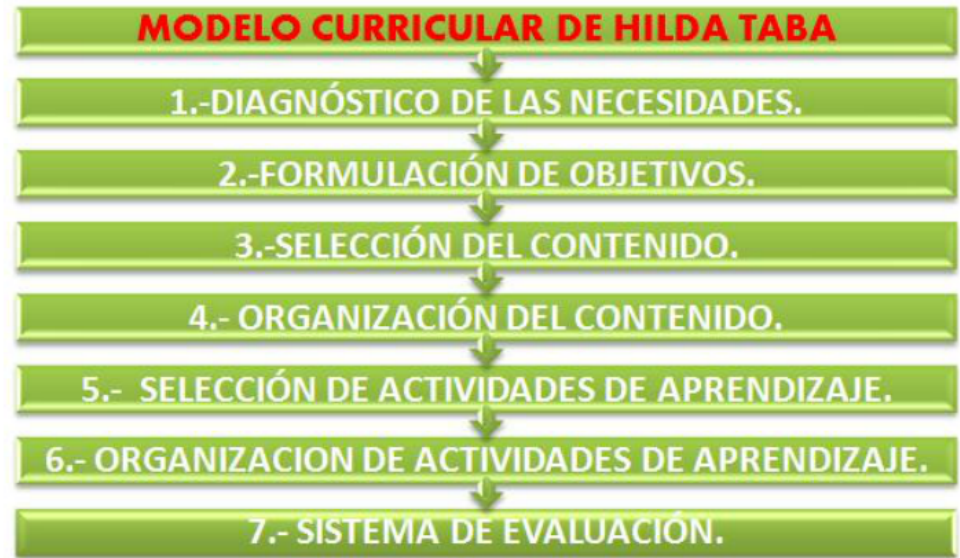 MODELO CURRICULAR DE HILDA TABA
1.-DIAGNÓSTICO DE LAS NECESIDADES.
2.-FORMULACIÓN DE OBJETIVOS.
3.-SELECCIÓN DEL CONTENIDO.
4.- ORGANIZACIÓN DEL CONTENIDO.
5.- SELECCIÓN DE ACTIVIDADES DE APRENDIZAJE.
6.- ORGANIZACION DE ACTIVIDADES DE APRENDIZAJE.
7.- SISTEMA DE EVALUACIÓN.